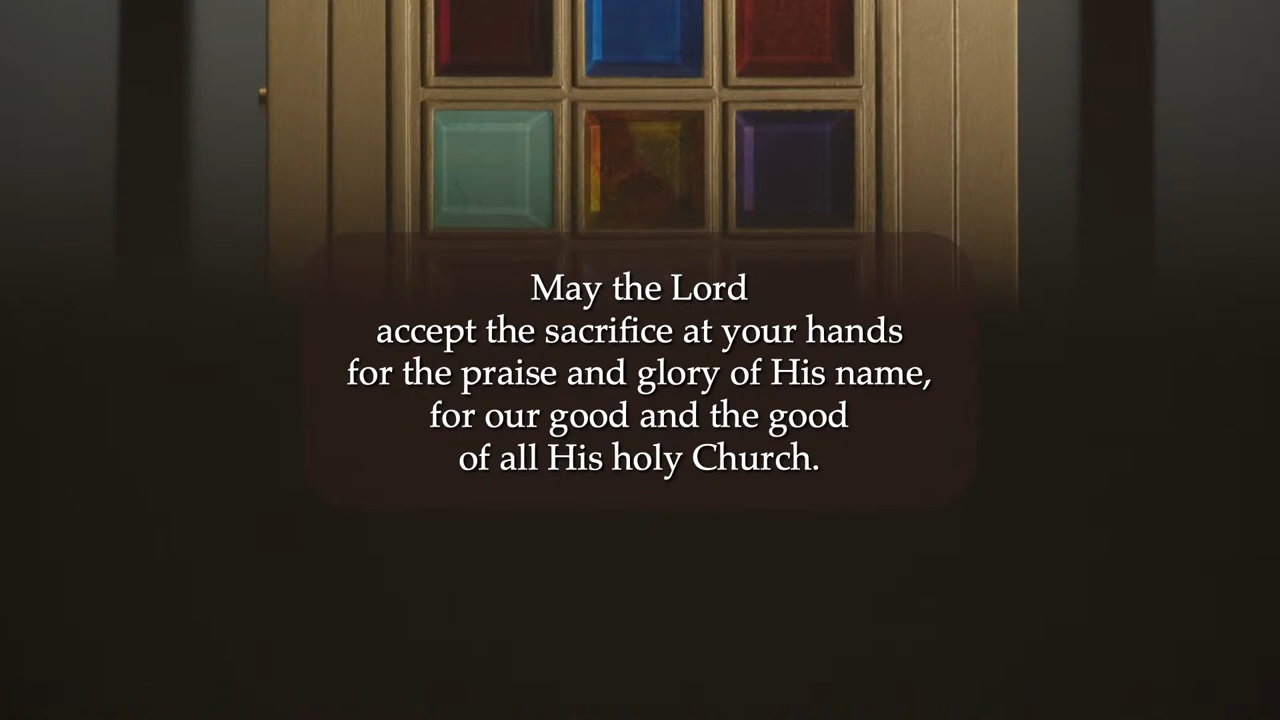 May the Lord
accept the sacrifice at your hands
for the praise and glory of His name,
for our good and the good
of all His holy Church.